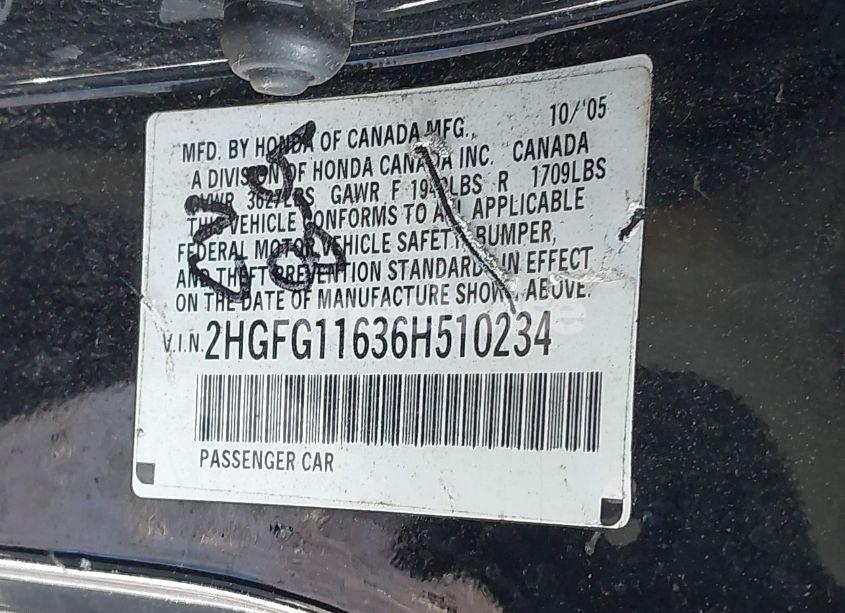 10/'05
MFD. BY HONDA OF CANADA MFG.,
A DIVISION OF HONDA CANADA INC. CANADA
GVWR 3627LBS GAWR F LBS R 1709LBS
THE VEHICLE CONFORMS TO ALL APPLICABLE
FEDERAL MOTOR VEHICLE SAFETY, BUMPER,
AND THEFT PREVENTION STANDARDS IN EFFECT
ON THE DATE OF MANUFACTURE SHOWN ABOVE.
V.I.N. 2HGFG11636H510234
PASSENGER CAR